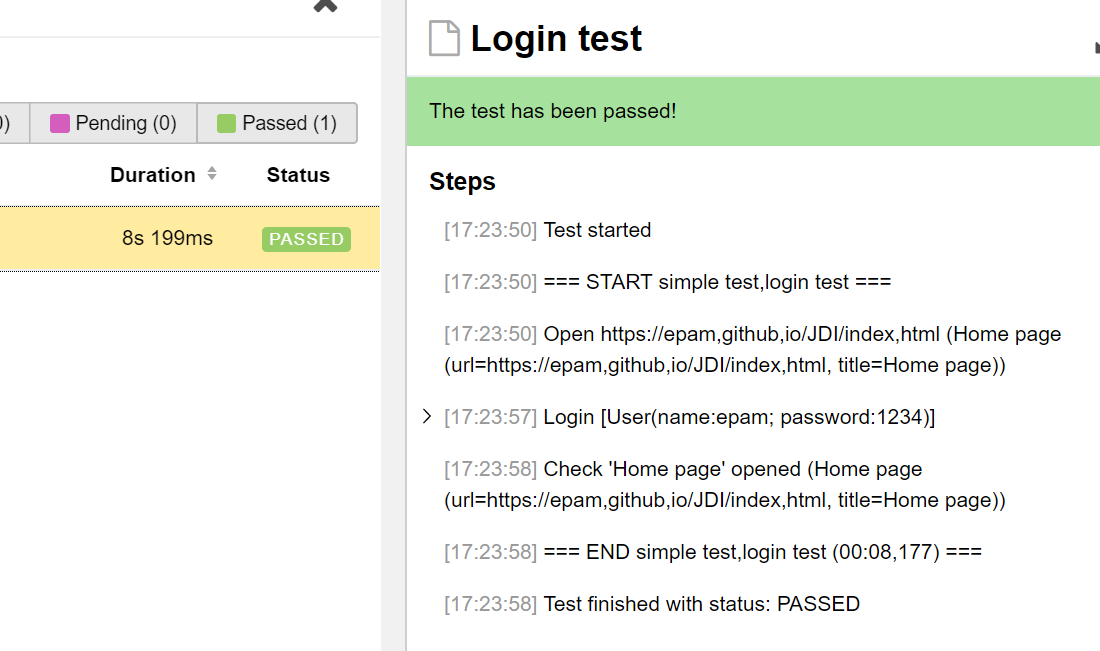 0)
Pending (0)
Passed (1)
Duration
Status
8s 199ms
PASSED
Login test
The test has been passed!
Steps
[17:23:50] Test started
[17:23:50] === START simple test,login test ===
[17:23:50] Open https://epam,github,io/JDI/index,html (Home page
(url=https://epam,github,io/JDI/index,html, title=Home page))
[17:23:57] Login [User(name:epam; password:1234)]
[17:23:58] Check 'Home page' opened (Home page
(url=https://epam,github,io/JDI/index,html, title=Home page))
[17:23:58] === END simple test,login test (00:08,177) ===
[17:23:58] Test finished with status: PASSED